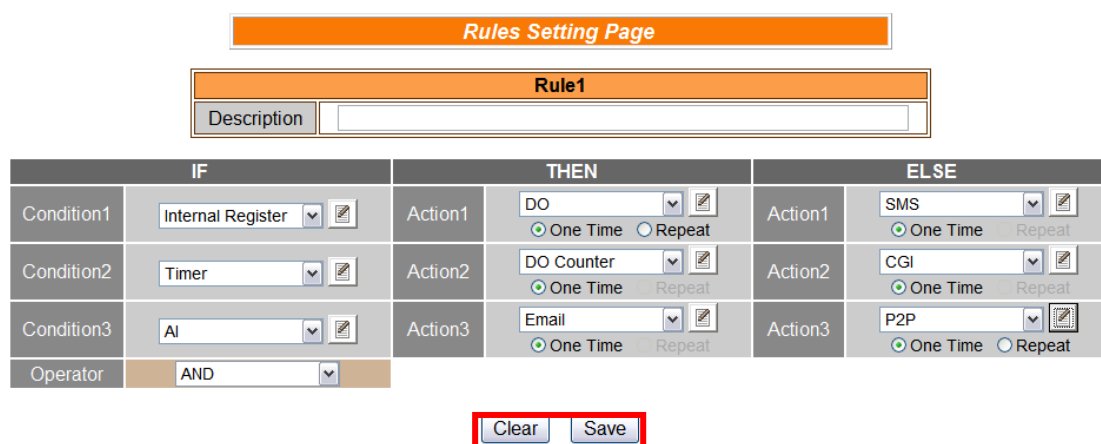 Rules Setting Page
Rule1
Description
IF THEN ELSE
Condition1 Internal Register Action1 DO Action1 SMS
One Time Repeat One Time Repeat
Condition2 Timer Action2 DO Counter Action2 CGI
One Time Repeat One Time Repeat
Condition3 AI Action3 Email Action3 P2P
One Time Repeat One Time Repeat
Operator AND
Clear Save